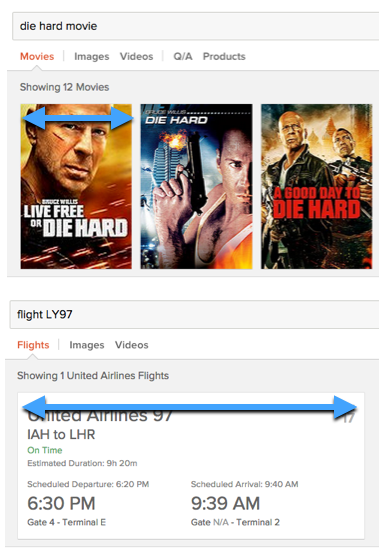 die hard movie
Movies Images Videos Q/A Products
Showing 12 Movies
BRUCE WILLIS
LIVE FREE
OR DIE HARD
BRUCE WILLIS
DIE HARD
A GOOD DAY TO
DIE HARD
flight LY97
Flights Images Videos
Showing 1 United Airlines Flights
United Airlines 97
IAH to LHR
On Time
Estimated Duration: 9h 20m
Scheduled Departure: 6:20 PM Scheduled Arrival: 9:40 AM
6:30 PM 9:39 AM
Gate 4 - Terminal E Gate N/A - Terminal 2